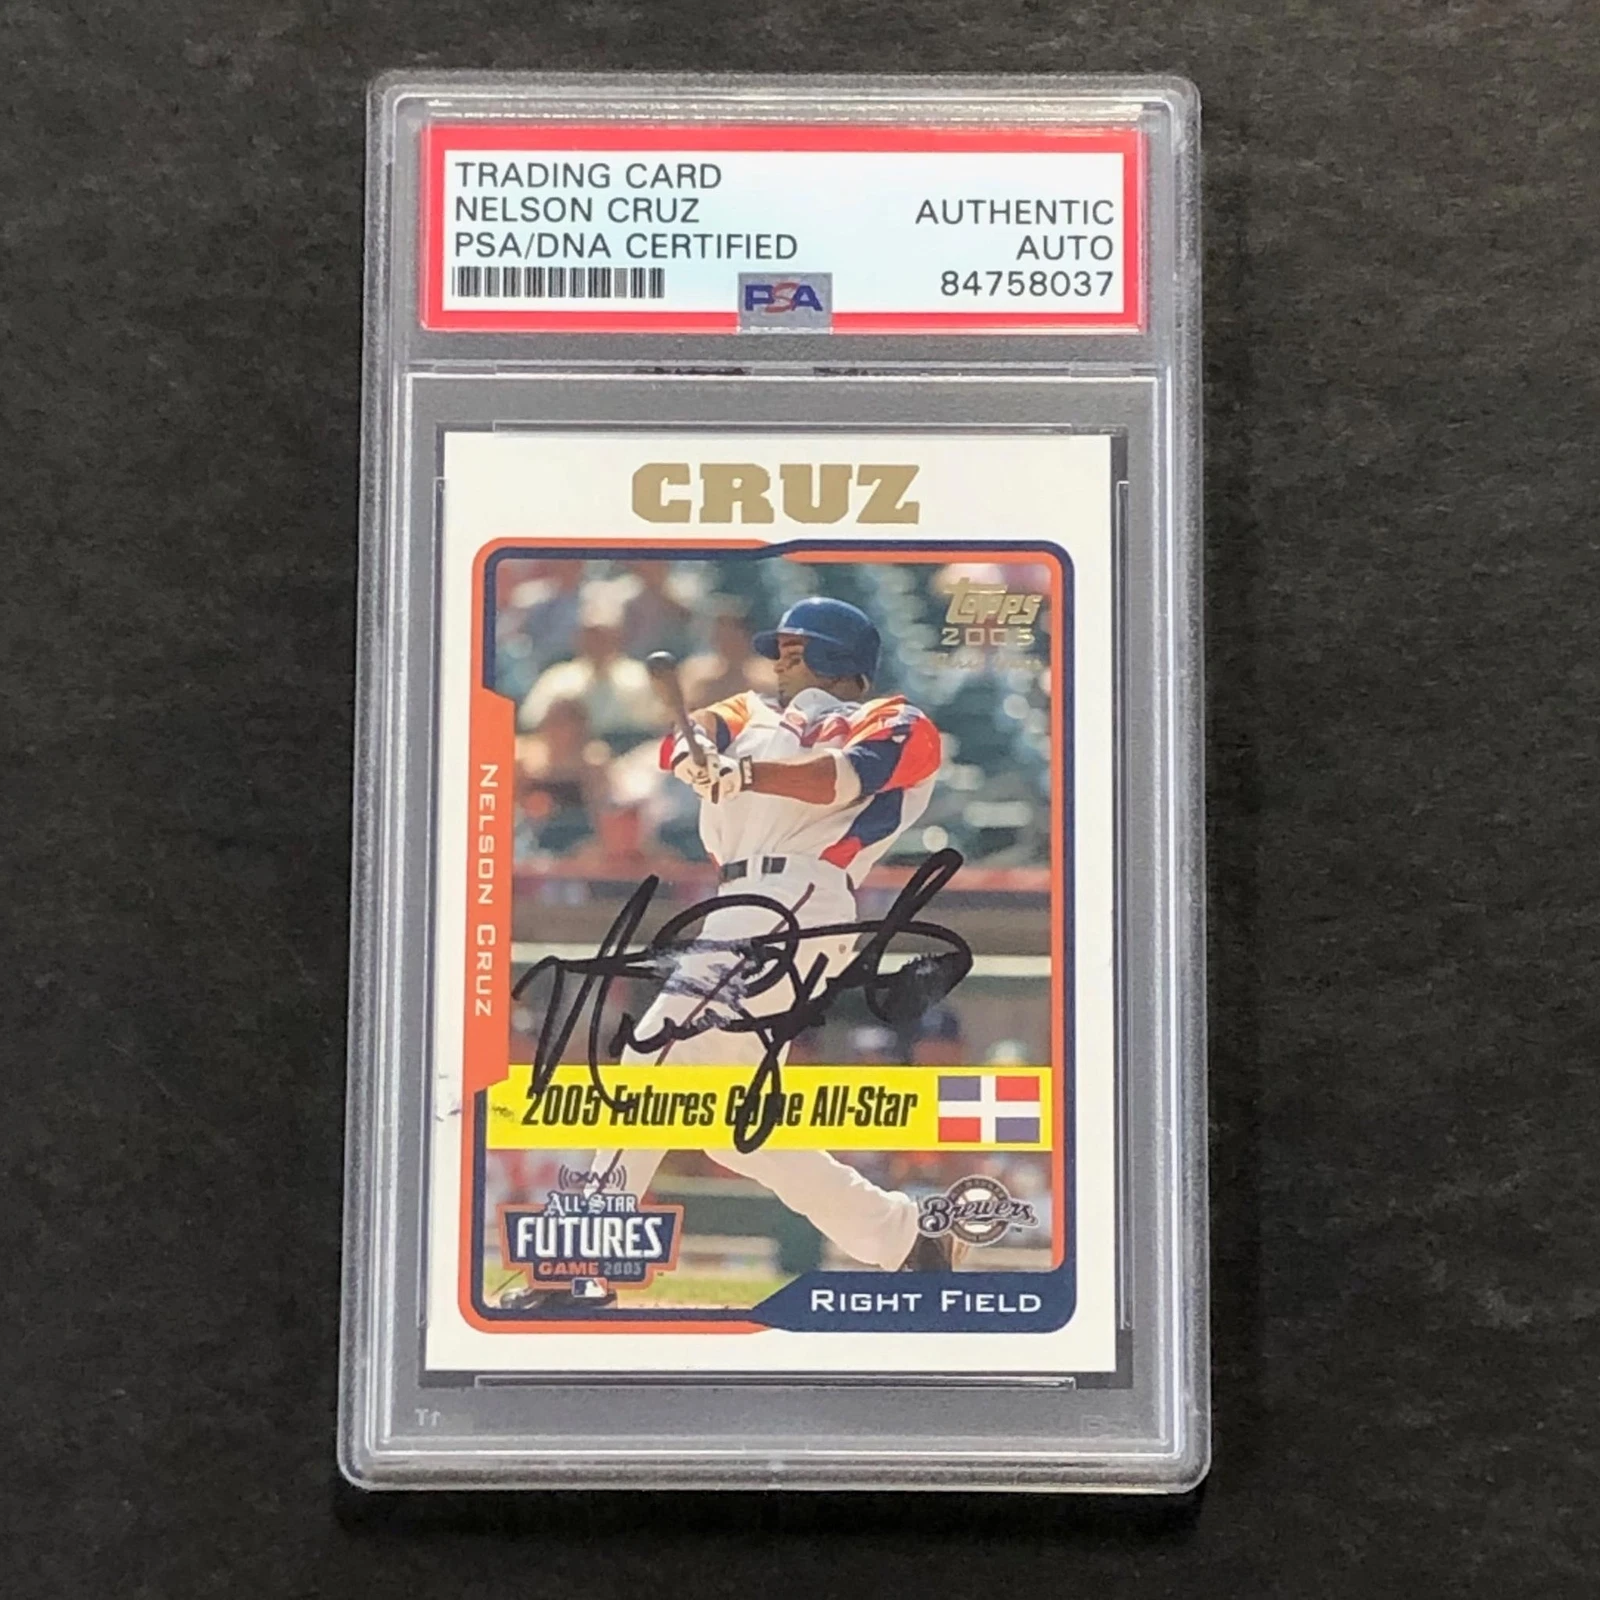 TRADING CARD
NELSON CRUZ
PSA/DNA CERTIFIED
AUTHENTIC
AUTO
84758037
PSA
CRUZ
Topps
2005
NELSON CRUZ
2005 Futures Game All-Star
XM
ALL-STAR
FUTURES
GAME 2005
Brewers
RIGHT FIELD